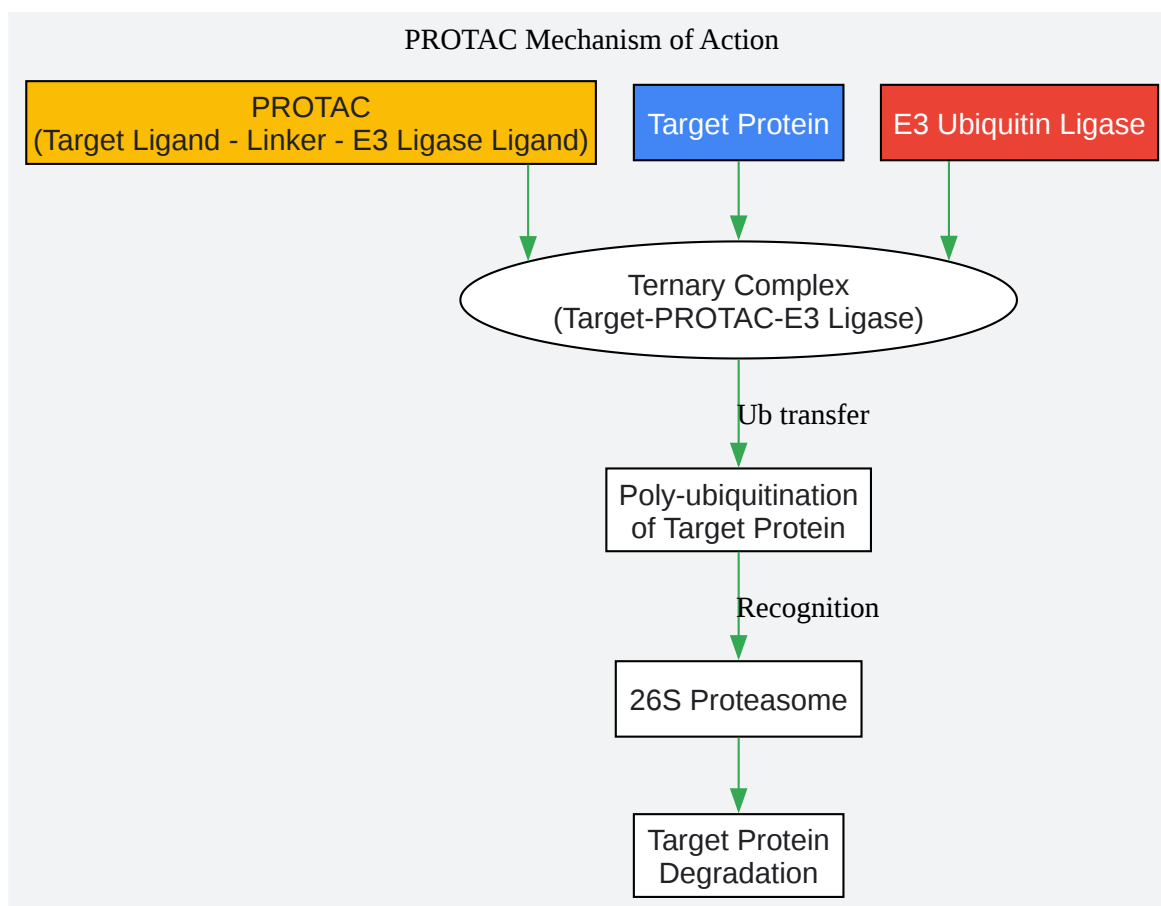 PROTAC Mechanism of Action
PROTAC
(Target Ligand - Linker - E3 Ligase Ligand)
Target Protein
E3 Ubiquitin Ligase
Ternary Complex
(Target-PROTAC-E3 Ligase)
Ub transfer
Poly-ubiquitination
of Target Protein
Recognition
26S Proteasome
Target Protein
Degradation